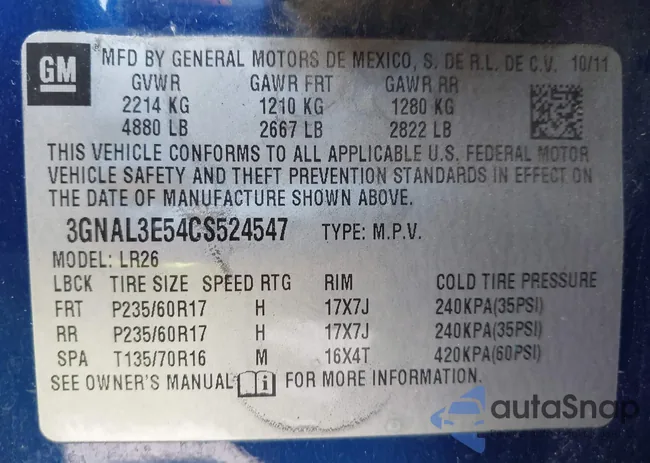 GM
MFD BY GENERAL MOTORS DE MEXICO, S. DE R.L. DE C.V. 10/11
GVWR GAWR FRT GAWR RR
2214 KG 1210 KG 1280 KG
4880 LB 2667 LB 2822 LB
THIS VEHICLE CONFORMS TO ALL APPLICABLE U.S. FEDERAL MOTOR
VEHICLE SAFETY AND THEFT PREVENTION STANDARDS IN EFFECT ON
THE DATE OF MANUFACTURE SHOWN ABOVE.
3GNAL3E54CS524547 TYPE: M.P.V.
MODEL: LR26
LBCK TIRE SIZE SPEED RTG RIM COLD TIRE PRESSURE
FRT P235/60R17 H 17X7J 240KPA(35PSI)
RR P235/60R17 H 17X7J 240KPA(35PSI)
SPA T135/70R16 M 16X4T 420KPA(60PSI)
SEE OWNER'S MANUAL i FOR MORE INFORMATION.
autoSnap